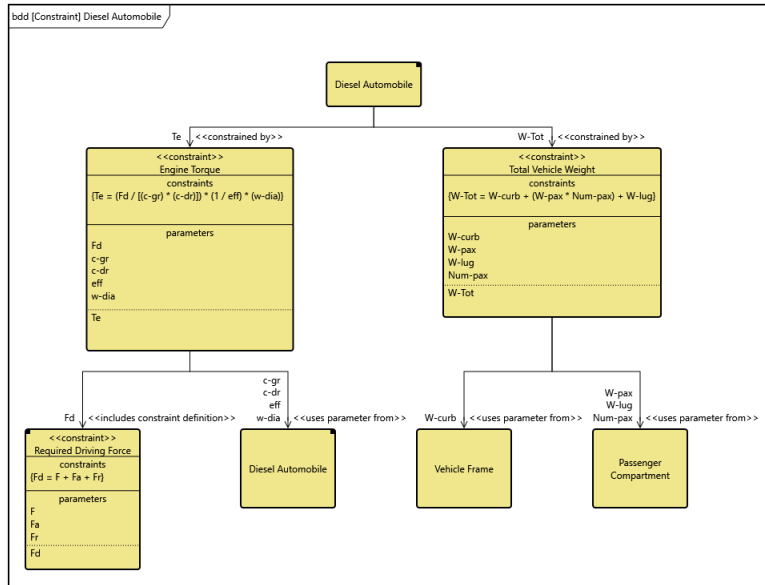 bdd [Constraint] Diesel Automobile
Diesel Automobile
Te <<constrained by>>
W-Tot <<constrained by>>
<<constraint>>
Engine Torque
constraints
{Te = (Fd / [(c-gr) * (c-dr)]) * (1 / eff) * (w-dia)}
parameters
Fd
c-gr
c-dr
eff
w-dia
Te
<<constraint>>
Total Vehicle Weight
constraints
{W-Tot = W-curb + (W-pax * Num-pax) + W-lug}
parameters
W-curb
W-pax
W-lug
Num-pax
W-Tot
Fd <<includes constraint definition>>
c-gr
c-dr
eff
w-dia <<uses parameter from>>
W-curb <<uses parameter from>>
W-pax
W-lug
Num-pax <<uses parameter from>>
<<constraint>>
Required Driving Force
constraints
{Fd = F + Fa + Fr}
parameters
F
Fa
Fr
Fd
Diesel Automobile
Vehicle Frame
Passenger
Compartment